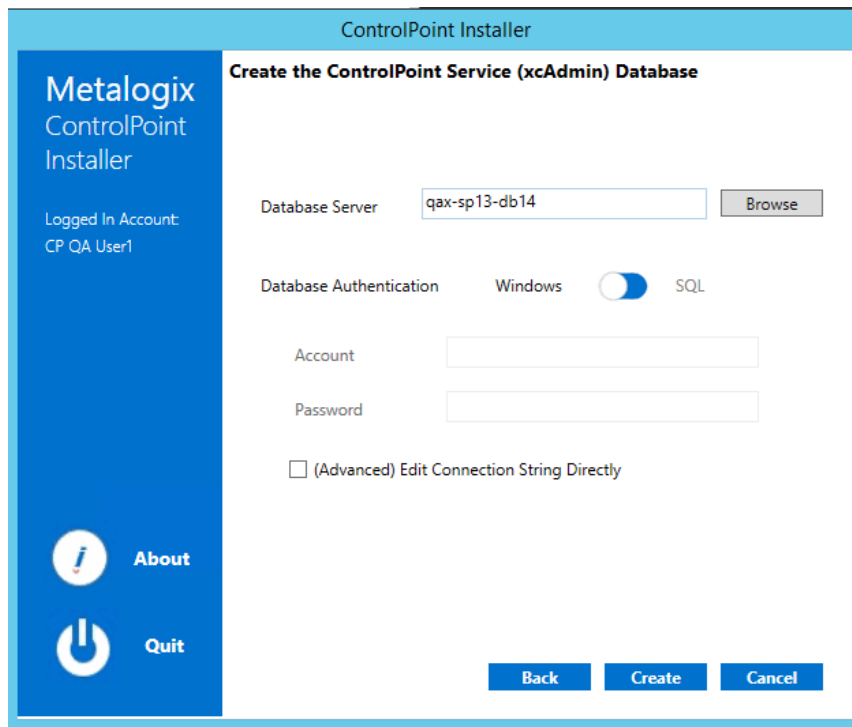 ControlPoint Installer
Metalogix
ControlPoint
Installer
Logged In Account:
CP QA User1
About
Quit
Create the ControlPoint Service (xcAdmin) Database
Database Server qax-sp13-db14 Browse
Database Authentication Windows SQL
Account
Password
(Advanced) Edit Connection String Directly
Back Create Cancel